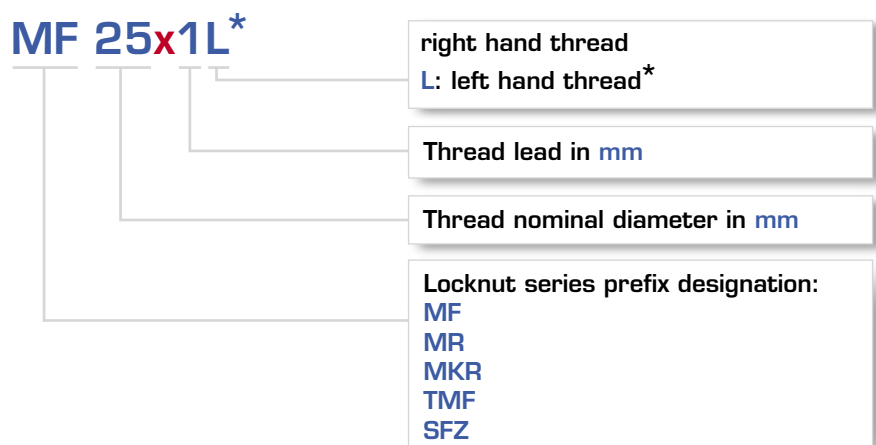 MF 25x1L*
right hand thread
L: left hand thread*
Thread lead in mm
Thread nominal diameter in mm
Locknut series prefix designation:
MF
MR
MKR
TMF
SFZ